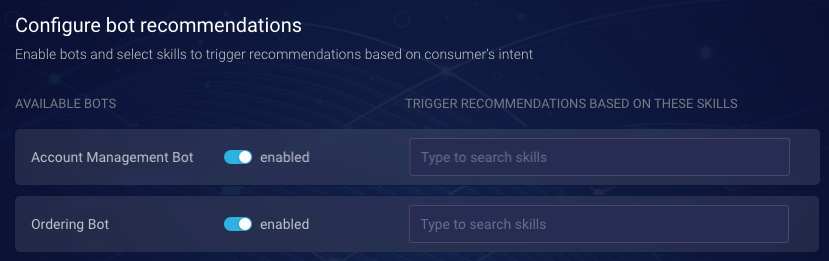 Configure bot recommendations
Enable bots and select skills to trigger recommendations based on consumer's intent
AVAILABLE BOTS TRIGGER RECOMMENDATIONS BASED ON THESE SKILLS
Account Management Bot enabled Type to search skills
Ordering Bot enabled Type to search skills